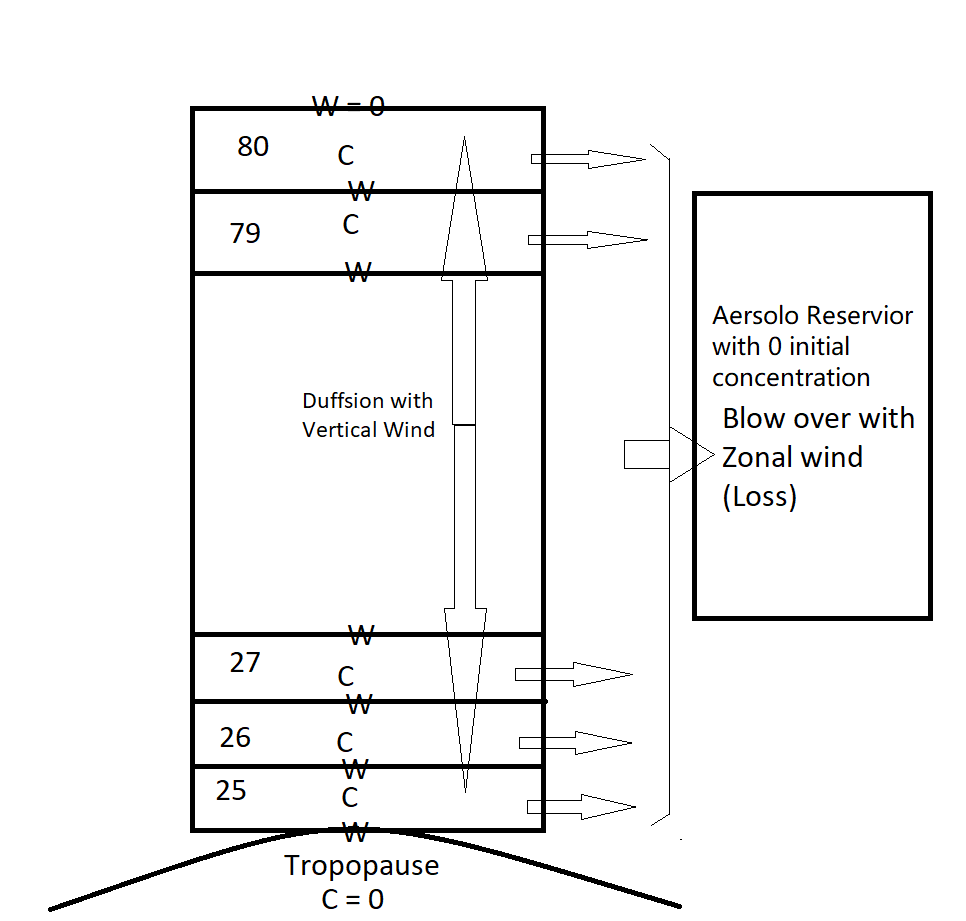 W = 0
80
C
W
79
C
W
Duffsion with
Vertical Wind
Aersolo Reservior
with 0 initial
concentration
Blow over with
Zonal wind
(Loss)
W
27
C
W
26
C
W
25
C
W
Tropopause
C = 0